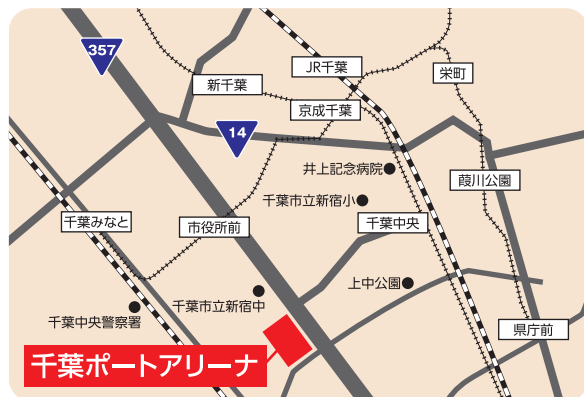 357
JR千葉
栄町
新千葉
京成千葉
14
井上記念病院
葭川公園
千葉市立新宿小
千葉みなと
市役所前
千葉中央
上中公園
千葉市立新宿中
千葉中央警察署
県庁前
千葉ポートアリーナ